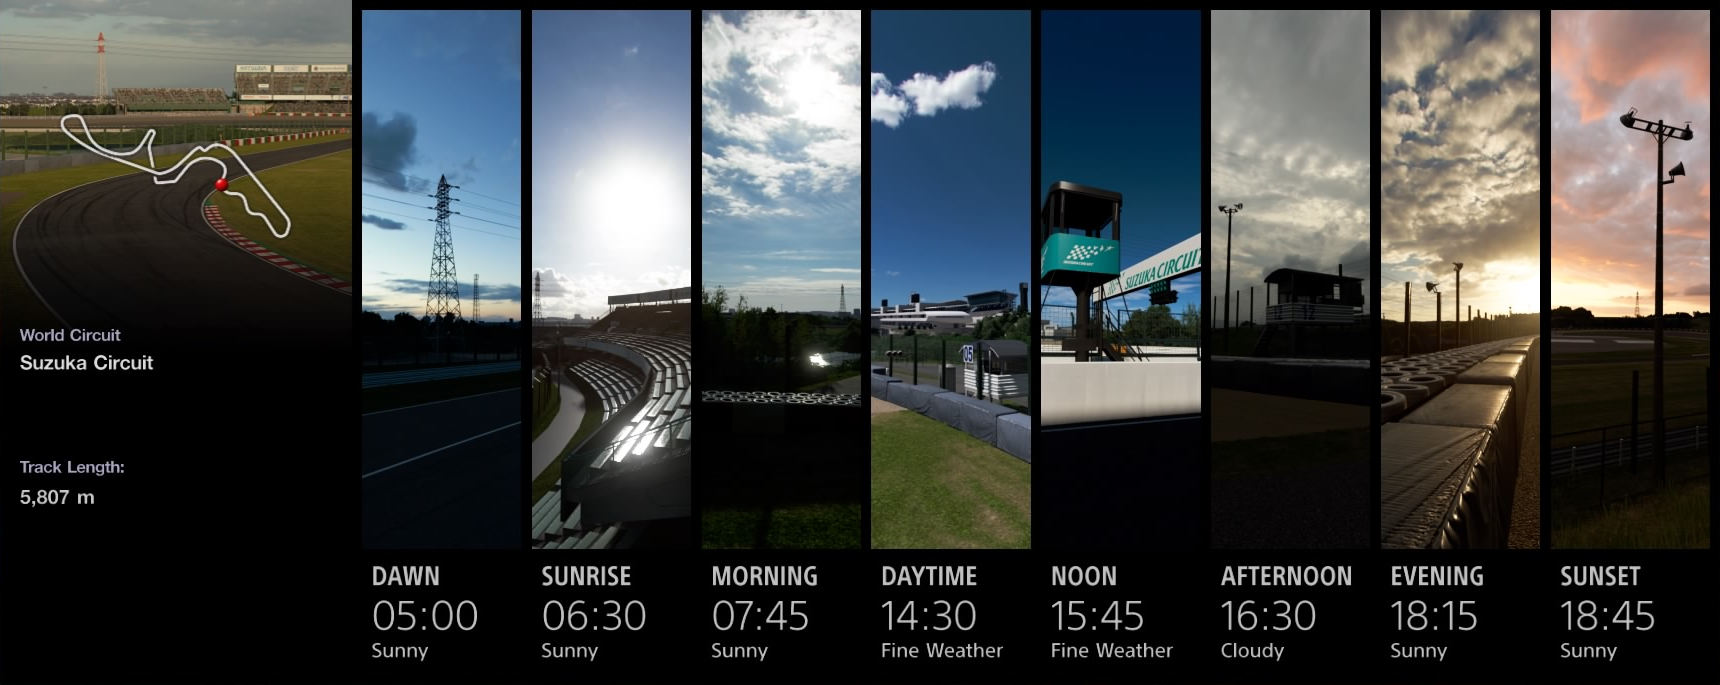 World Circuit
Suzuka Circuit
Track Length:
5,807 m
SUZUKA CIRCUIT
05
DAWN
05:00
Sunny
SUNRISE
06:30
Sunny
MORNING
07:45
Sunny
DAYTIME
14:30
Fine Weather
NOON
15:45
Fine Weather
AFTERNOON
16:30
Cloudy
EVENING
18:15
Sunny
SUNSET
18:45
Sunny